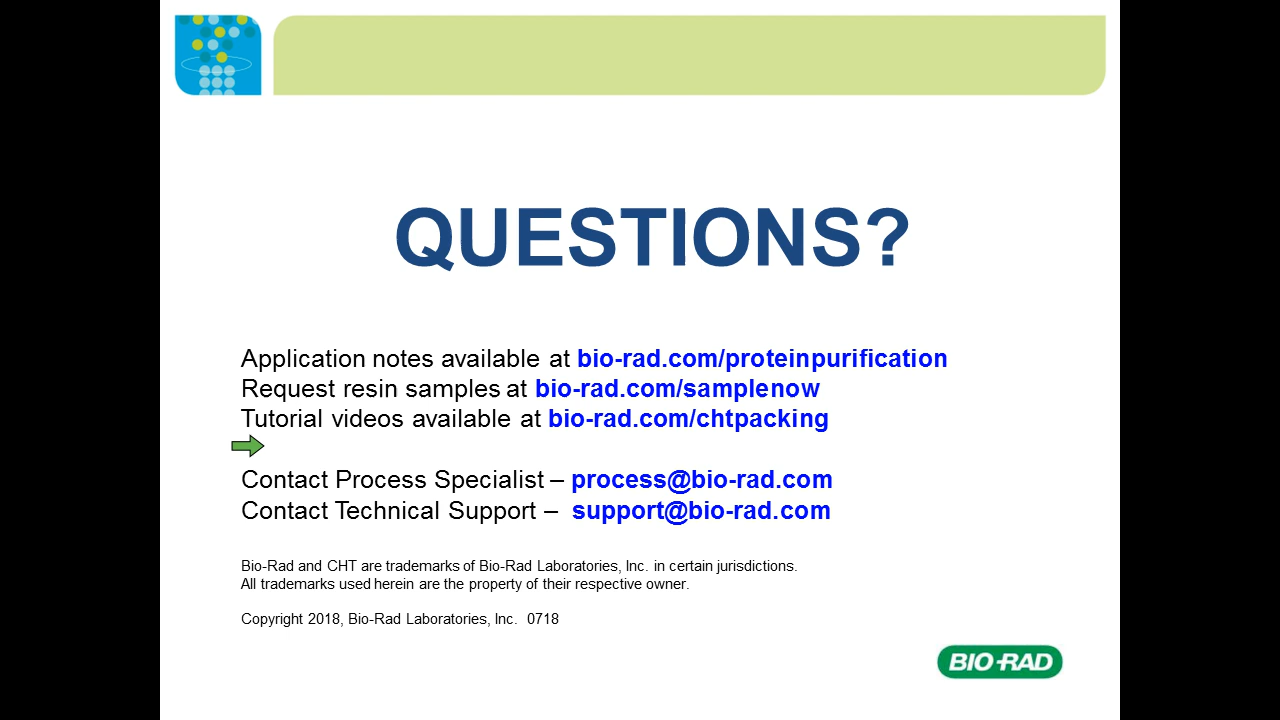 QUESTIONS?
Application notes available at bio-rad.com/proteinpurification
Request resin samples at bio-rad.com/samplenow
Tutorial videos available at bio-rad.com/chtpacking
Contact Process Specialist – process@bio-rad.com
Contact Technical Support – support@bio-rad.com
Bio-Rad and CHT are trademarks of Bio-Rad Laboratories, Inc. in certain jurisdictions.
All trademarks used herein are the property of their respective owner.
Copyright 2018, Bio-Rad Laboratories, Inc. 0718
BIO-RAD